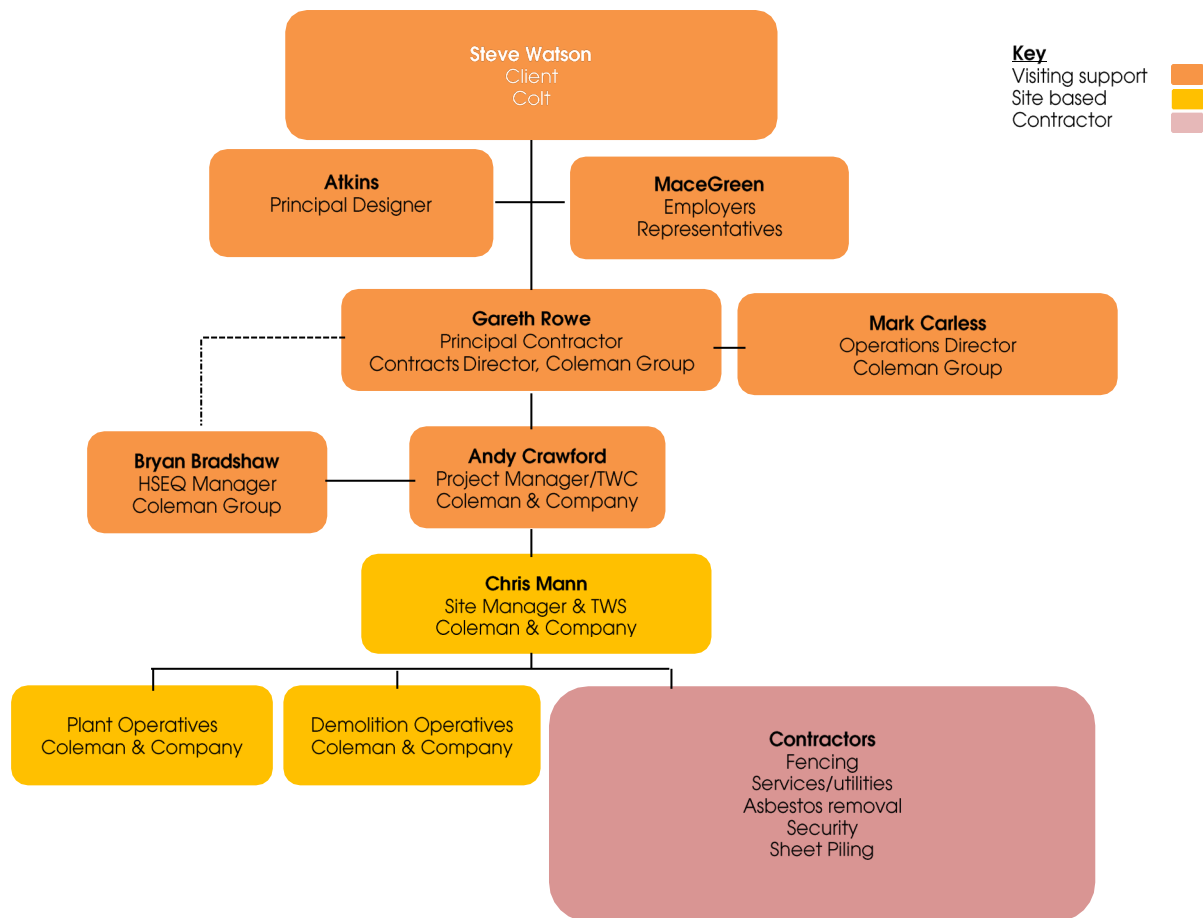 Steve Watson
Client
Colt
Key
Visiting support
Site based
Contractor
Atkins
Principal Designer
MaceGreen
Employers
Representatives
Gareth Rowe
Principal Contractor
Contracts Director, Coleman Group
Mark Carless
Operations Director
Coleman Group
Bryan Bradshaw
HSEQ Manager
Coleman Group
Andy Crawford
Project Manager/TWC
Coleman & Company
Chris Mann
Site Manager & TWS
Coleman & Company
Plant Operatives
Coleman & Company
Demolition Operatives
Coleman & Company
Contractors
Fencing
Services/utilities
Asbestos removal
Security
Sheet Piling